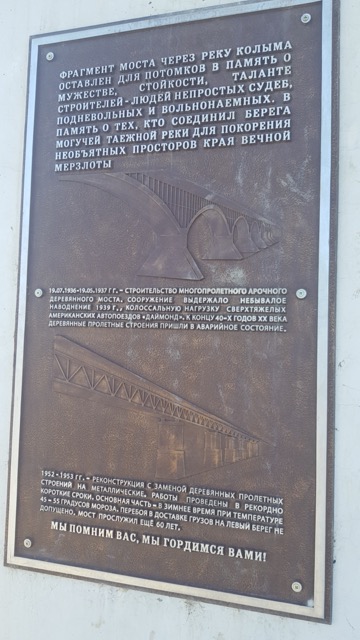 ФРАГМЕНТ МОСТА ЧЕРЕЗ РЕКУ КОЛЫМА
ОСТАВЛЕН ДЛЯ ПОТОМКОВ В ПАМЯТЬ О
МУЖЕСТВЕ, СТОЙКОСТИ, ТАЛАНТЕ
СТРОИТЕЛЕЙ - ЛЮДЕЙ НЕПРОСТЫХ СУДЕБ,
ПОДНЕВОЛЬНЫХ И ВОЛЬНОНАЕМНЫХ. В
ПАМЯТЬ О ТЕХ, КТО СОЕДИНИЛ БЕРЕГА
МОГУЧЕЙ ТАЕЖНОЙ РЕКИ ДЛЯ ПОКОРЕНИЯ
НЕОБЪЯТНЫХ ПРОСТОРОВ КРАЯ ВЕЧНОЙ
МЕРЗЛОТЫ
19.07.1936-19.05.1937 Г Г. - СТРОИТЕЛЬСТВО МНОГОПРОЛЕТНОГО АРОЧНОГО
ДЕРЕВЯННОГО МОСТА. СООРУЖЕНИЕ ВЫДЕРЖАЛО НЕБЫВАЛОЕ
НАВОДНЕНИЕ 1939 Г., КОЛОССАЛЬНУЮ НАГРУЗКУ СВЕРХТЯЖЕЛЫХ
АМЕРИКАНСКИХ АВТОПОЕЗДОВ «ДАЙМОНД». К КОНЦУ 40-Х ГОДОВ XX ВЕКА
ДЕРЕВЯННЫЕ ПРОЛЕТНЫЕ СТРОЕНИЯ ПРИШЛИ В АВАРИЙНОЕ СОСТОЯНИЕ.
1952 - 1953 ГГ. - РЕКОНСТРУКЦИЯ С ЗАМЕНОЙ ДЕРЕВЯННЫХ ПРОЛЕТНЫХ
СТРОЕНИЙ НА МЕТАЛЛИЧЕСКИЕ. РАБОТЫ ПРОВЕДЕНЫ В РЕКОРДНО
КОРОТКИЕ СРОКИ. ОСНОВНАЯ ЧАСТЬ - В ЗИМНЕЕ ВРЕМЯ ПРИ ТЕМПЕРАТУРЕ
45 - 55 ГРАДУСОВ МОРОЗА. ПЕРЕБОЯ В ДОСТАВКЕ ГРУЗОВ НА ЛЕВЫЙ БЕРЕГ НЕ
ДОПУЩЕНО, МОСТ ПРОСЛУЖИЛ ЕЩЁ 60 ЛЕТ.
МЫ ПОМНИМ ВАС, МЫ ГОРДИМСЯ ВАМИ!